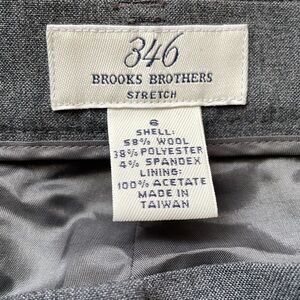 346
BROOKS BROTHERS
STRETCH
6
SHELL:
58% WOOL
38% POLYESTER
4% SPANDEX
LINING:
100% ACETATE
MADE IN
TAIWAN